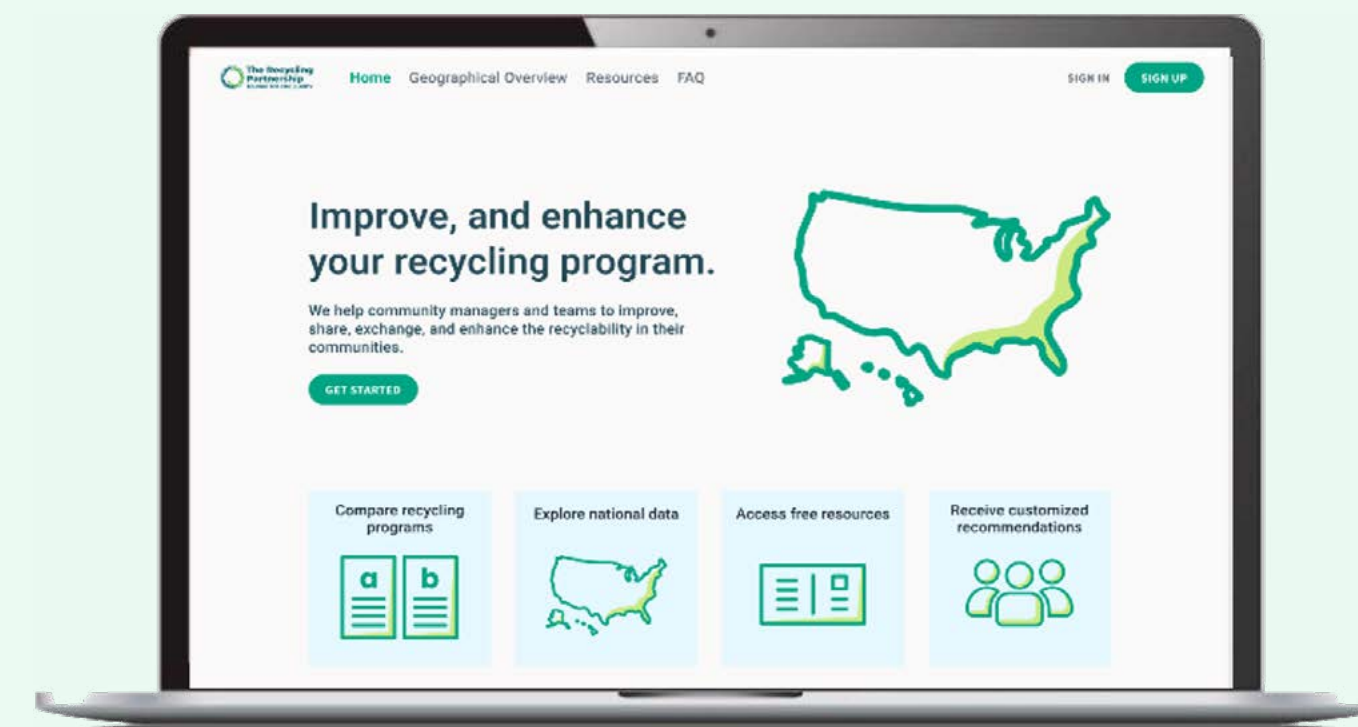 The Recycling
Partnership
Home Geographical Overview Resources FAQ
SIGN IN SIGN UP
Improve, and enhance
your recycling program.
We help community managers and teams to improve,
share, exchange, and enhance the recyclability in their
communities.
GET STARTED
Compare recycling
programs
Explore national data
Access free resources
Receive customized
recommendations
a b